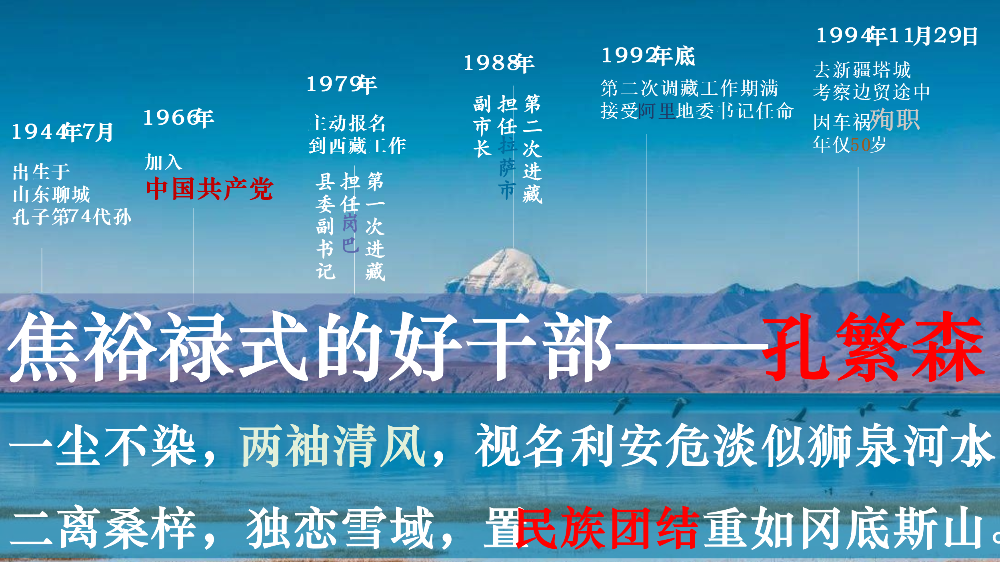 1944年7月
出生于
山东聊城
孔子第74代孙
1966年
加入
中国共产党
1979年
主动报名
到西藏工作
第一次进藏
担任岗巴
县委副书记
1988年
第二次进藏
担任拉萨市
副市长
1992年底
第二次调藏工作期满
接受阿里地委书记任命
1994年11月29日
去新疆塔城
考察边贸途中
因车祸殉职
年仅50岁
焦裕禄式的好干部——孔繁森
一尘不染，两袖清风，视名利安危淡似狮泉河水，
二离桑梓，独恋雪域，置民族团结重如冈底斯山。